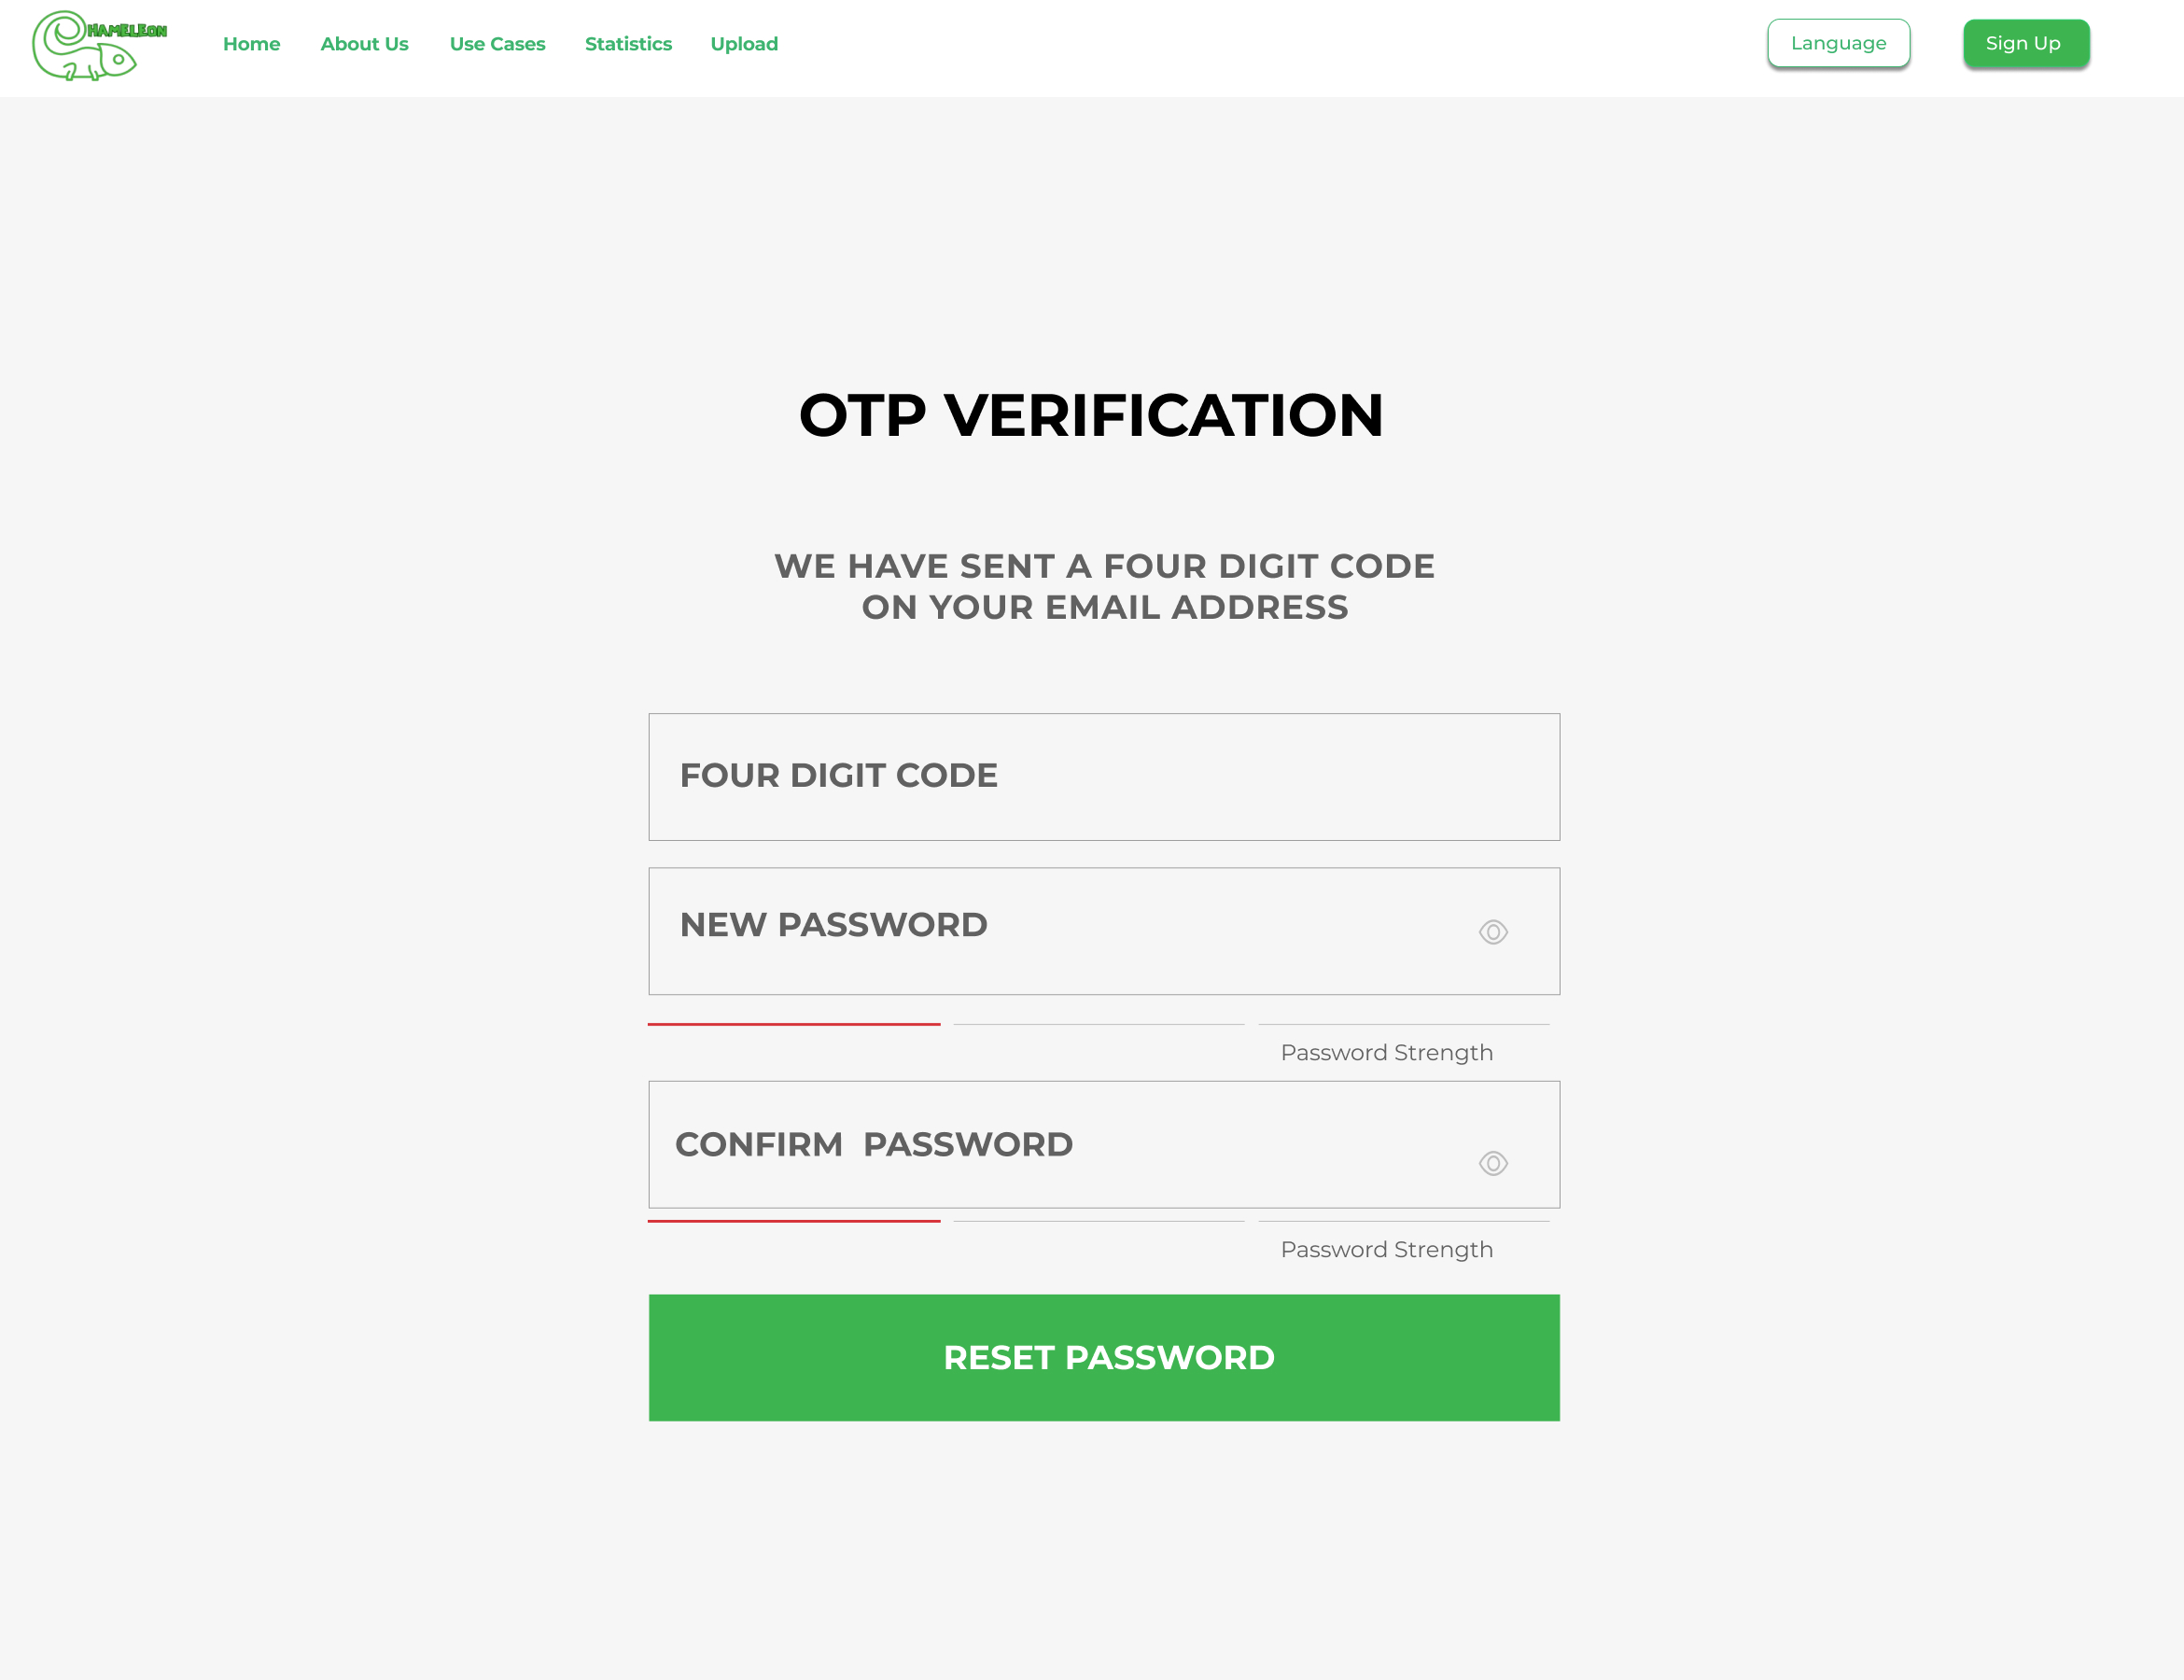 HAMELEON
Home About Us Use Cases Statistics Upload Language Sign Up
OTP VERIFICATION
WE HAVE SENT A FOUR DIGIT CODE
ON YOUR EMAIL ADDRESS
FOUR DIGIT CODE
NEW PASSWORD
Password Strength
CONFIRM PASSWORD
Password Strength
RESET PASSWORD